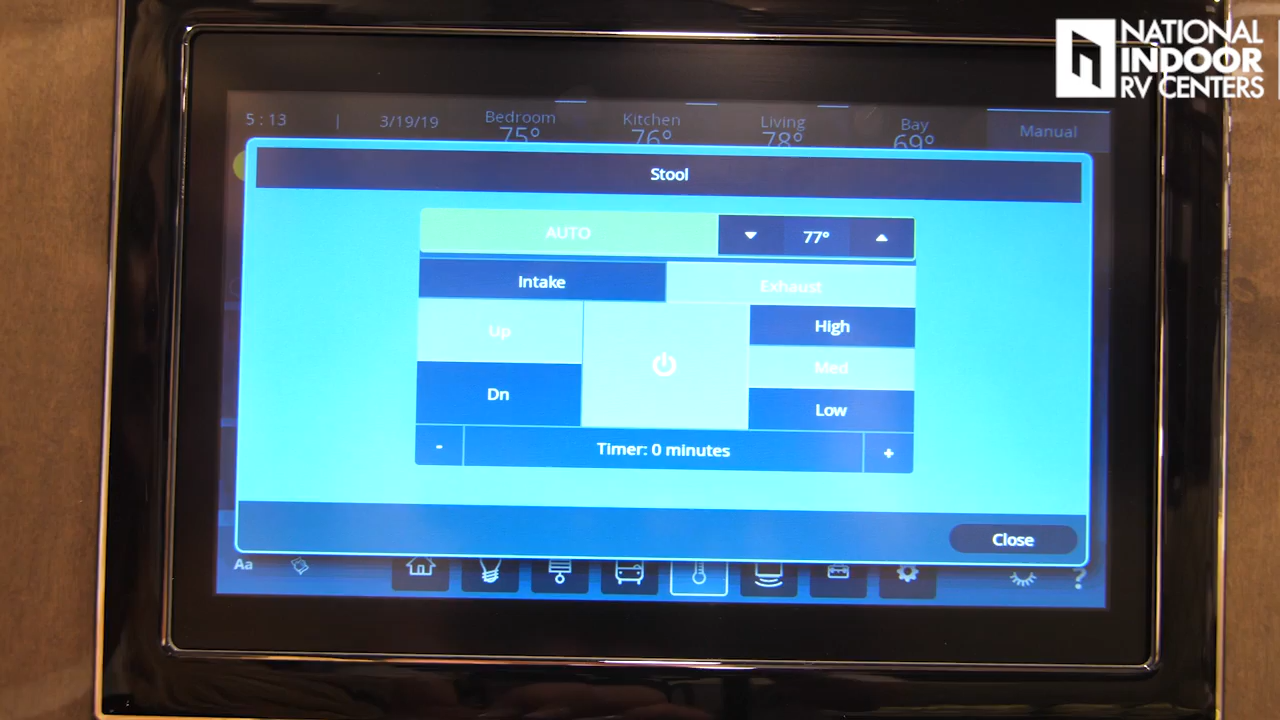 NATIONAL
INDOOR
RV CENTERS
5 : 13 | 3/19/19 Bedroom Kitchen Living Bay Manual
75° 76° 78° 69°
Stool
AUTO 77°
Intake Exhaust
Up High
Med
Dn Low
- Timer: 0 minutes +
Close
Aa ?